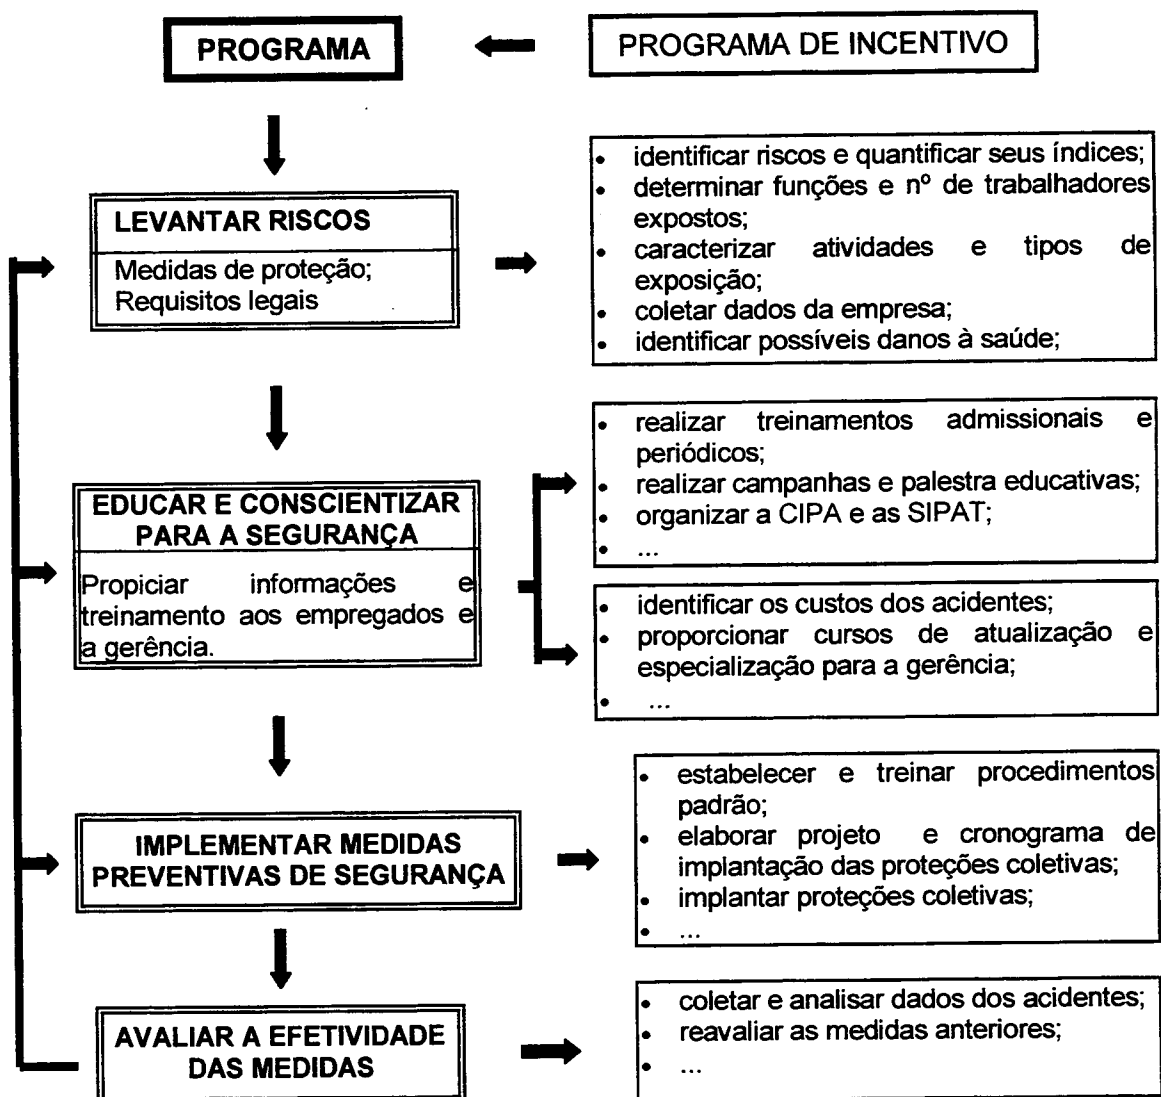 PROGRAMA
PROGRAMA DE INCENTIVO
LEVANTAR RISCOS
Medidas de proteção;
Requisitos legais
• identificar riscos e quantificar seus índices;
• determinar funções e nº de trabalhadores
expostos;
• caracterizar atividades e tipos de
exposição;
• coletar dados da empresa;
• identificar possíveis danos à saúde;
EDUCAR E CONSCIENTIZAR
PARA A SEGURANÇA
Propiciar informações e
treinamento aos empregados e
a gerência.
• realizar treinamentos admissionais e
periódicos;
• realizar campanhas e palestra educativas;
• organizar a CIPA e as SIPAT;
• ...
• identificar os custos dos acidentes;
• proporcionar cursos de atualização e
especialização para a gerência;
• ...
IMPLEMENTAR MEDIDAS
PREVENTIVAS DE SEGURANÇA
• estabelecer e treinar procedimentos
padrão;
• elaborar projeto e cronograma de
implantação das proteções coletivas;
• implantar proteções coletivas;
• ...
AVALIAR A EFETIVIDADE
DAS MEDIDAS
• coletar e analisar dados dos acidentes;
• reavaliar as medidas anteriores;
• ...